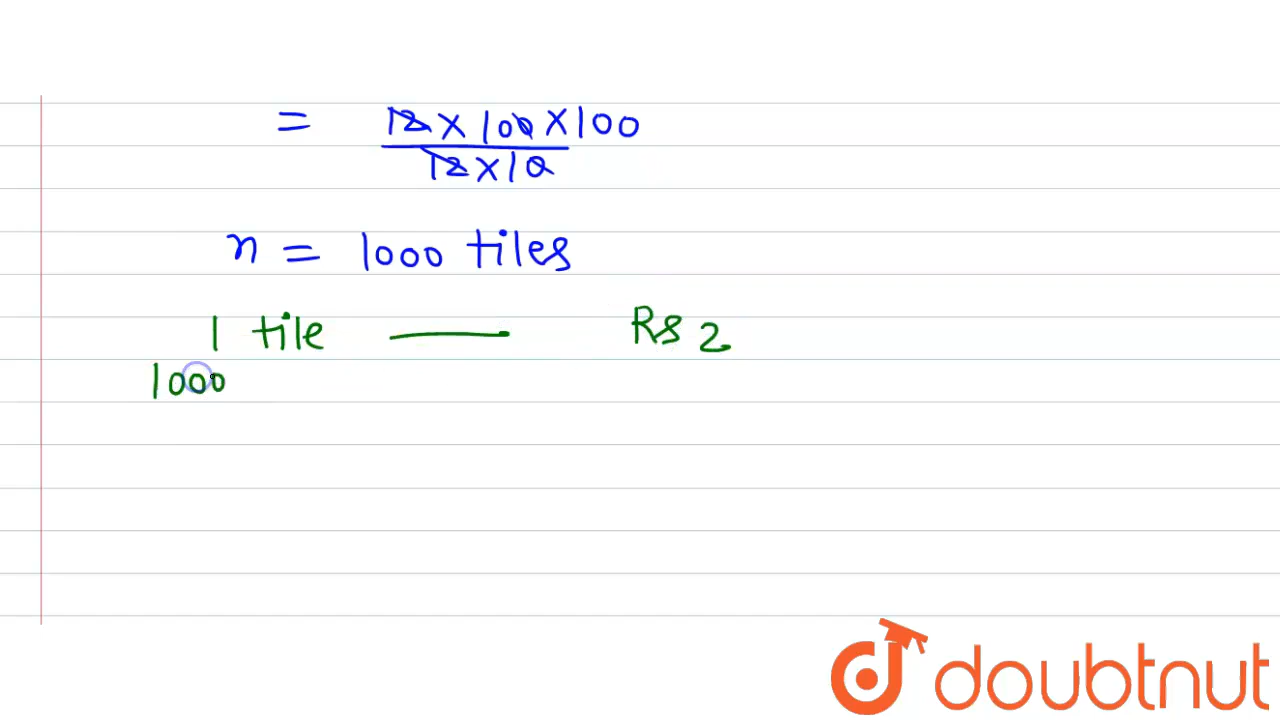 = 12 × 100 × 100
12 × 10
n = 1000 tiles
1 tile — Rs 2
1000
doubtnut